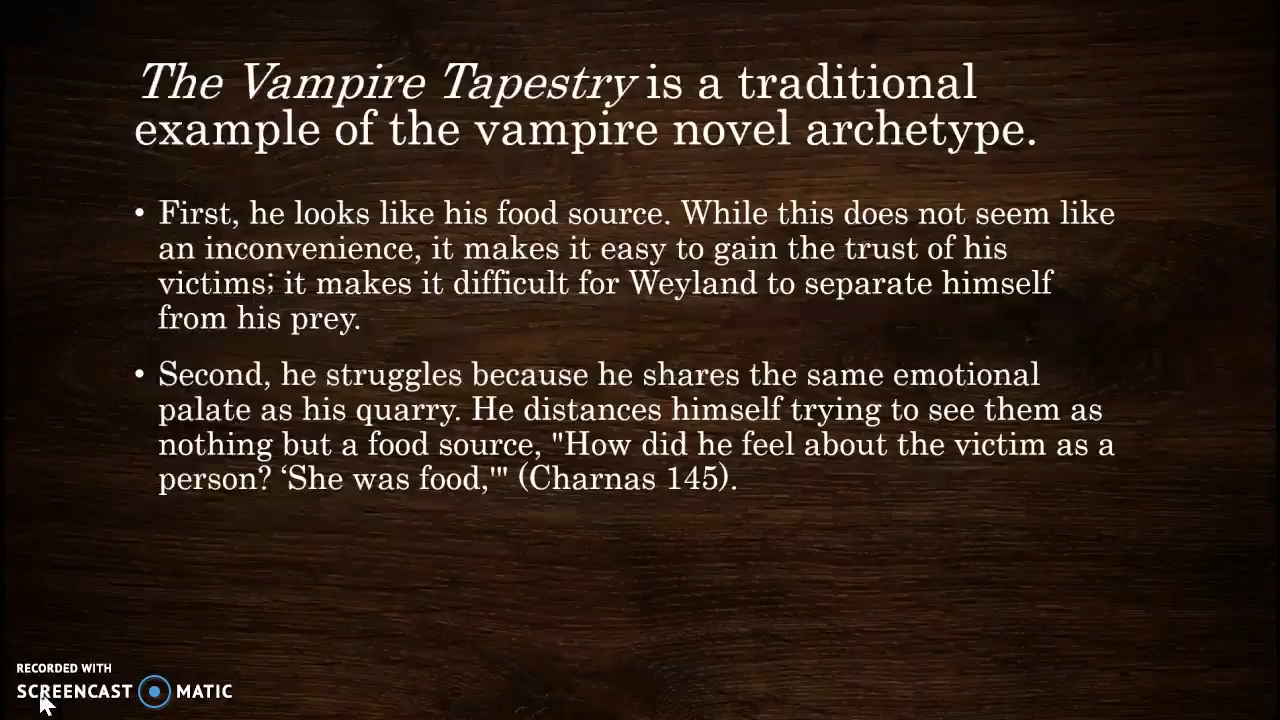 The Vampire Tapestry is a traditional
example of the vampire novel archetype.
• First, he looks like his food source. While this does not seem like
an inconvenience, it makes it easy to gain the trust of his
victims; it makes it difficult for Weyland to separate himself
from his prey.
• Second, he struggles because he shares the same emotional
palate as his quarry. He distances himself trying to see them as
nothing but a food source, "How did he feel about the victim as a
person? ‘She was food,'" (Charnas 145).
RECORDED WITH
SCREENCAST MATIC